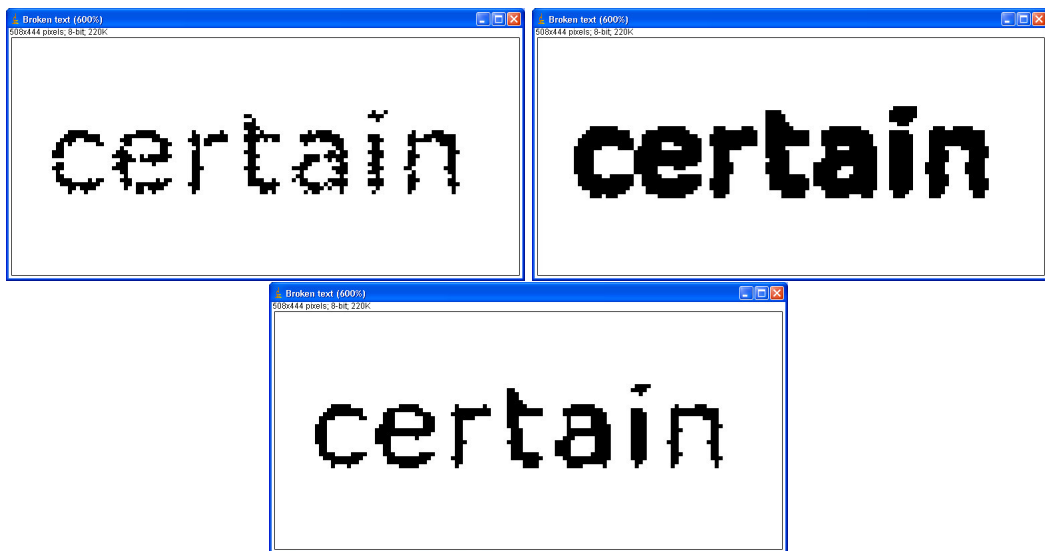 Broken text (600%)
508x444 pixels; 8-bit; 220K
certain
Broken text (600%)
508x444 pixels; 8-bit; 220K
certain
Broken text (600%)
508x444 pixels; 8-bit; 220K
certain